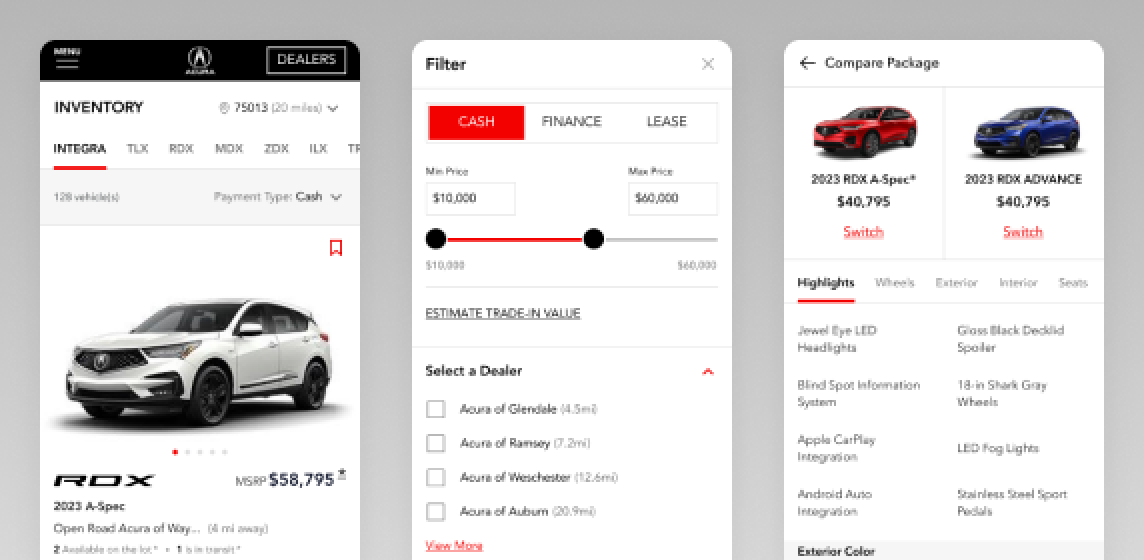 MENU
ACURA
DEALERS
INVENTORY
75013 (20 miles)
INTEGRA TLX RDX MDX ZDX ILX
128 vehicle(s)
Payment Type: Cash
RDX
MSRP $58,795*
2023 A-Spec
Open Road Acura of Way... (4 mi away)
2 Available on the lot* • 1 is in transit*
Filter
CASH FINANCE LEASE
Min Price Max Price
$10,000 $60,000
$10,000 $60,000
ESTIMATE TRADE-IN VALUE
Select a Dealer
Acura of Glendale (4.5mi)
Acura of Ramsey (7.2mi)
Acura of Weschester (12.6mi)
Acura of Auburn (20.9mi)
View More
Compare Package
2023 RDX A-Spec*
$40,795
Switch
2023 RDX ADVANCE
$40,795
Switch
Highlights Wheels Exterior Interior Seats
Jewel Eye LED
Headlights
Gloss Black Decklid
Spoiler
Blind Spot Information
System
18-in Shark Gray
Wheels
Apple CarPlay
Integration
LED Fog Lights
Android Auto
Integration
Stainless Steel Sport
Pedals
Exterior Color